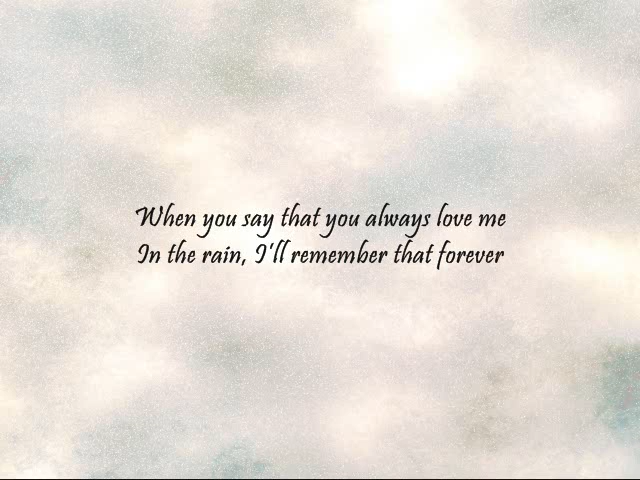 When you say that you always love me
In the rain, I'll remember that forever